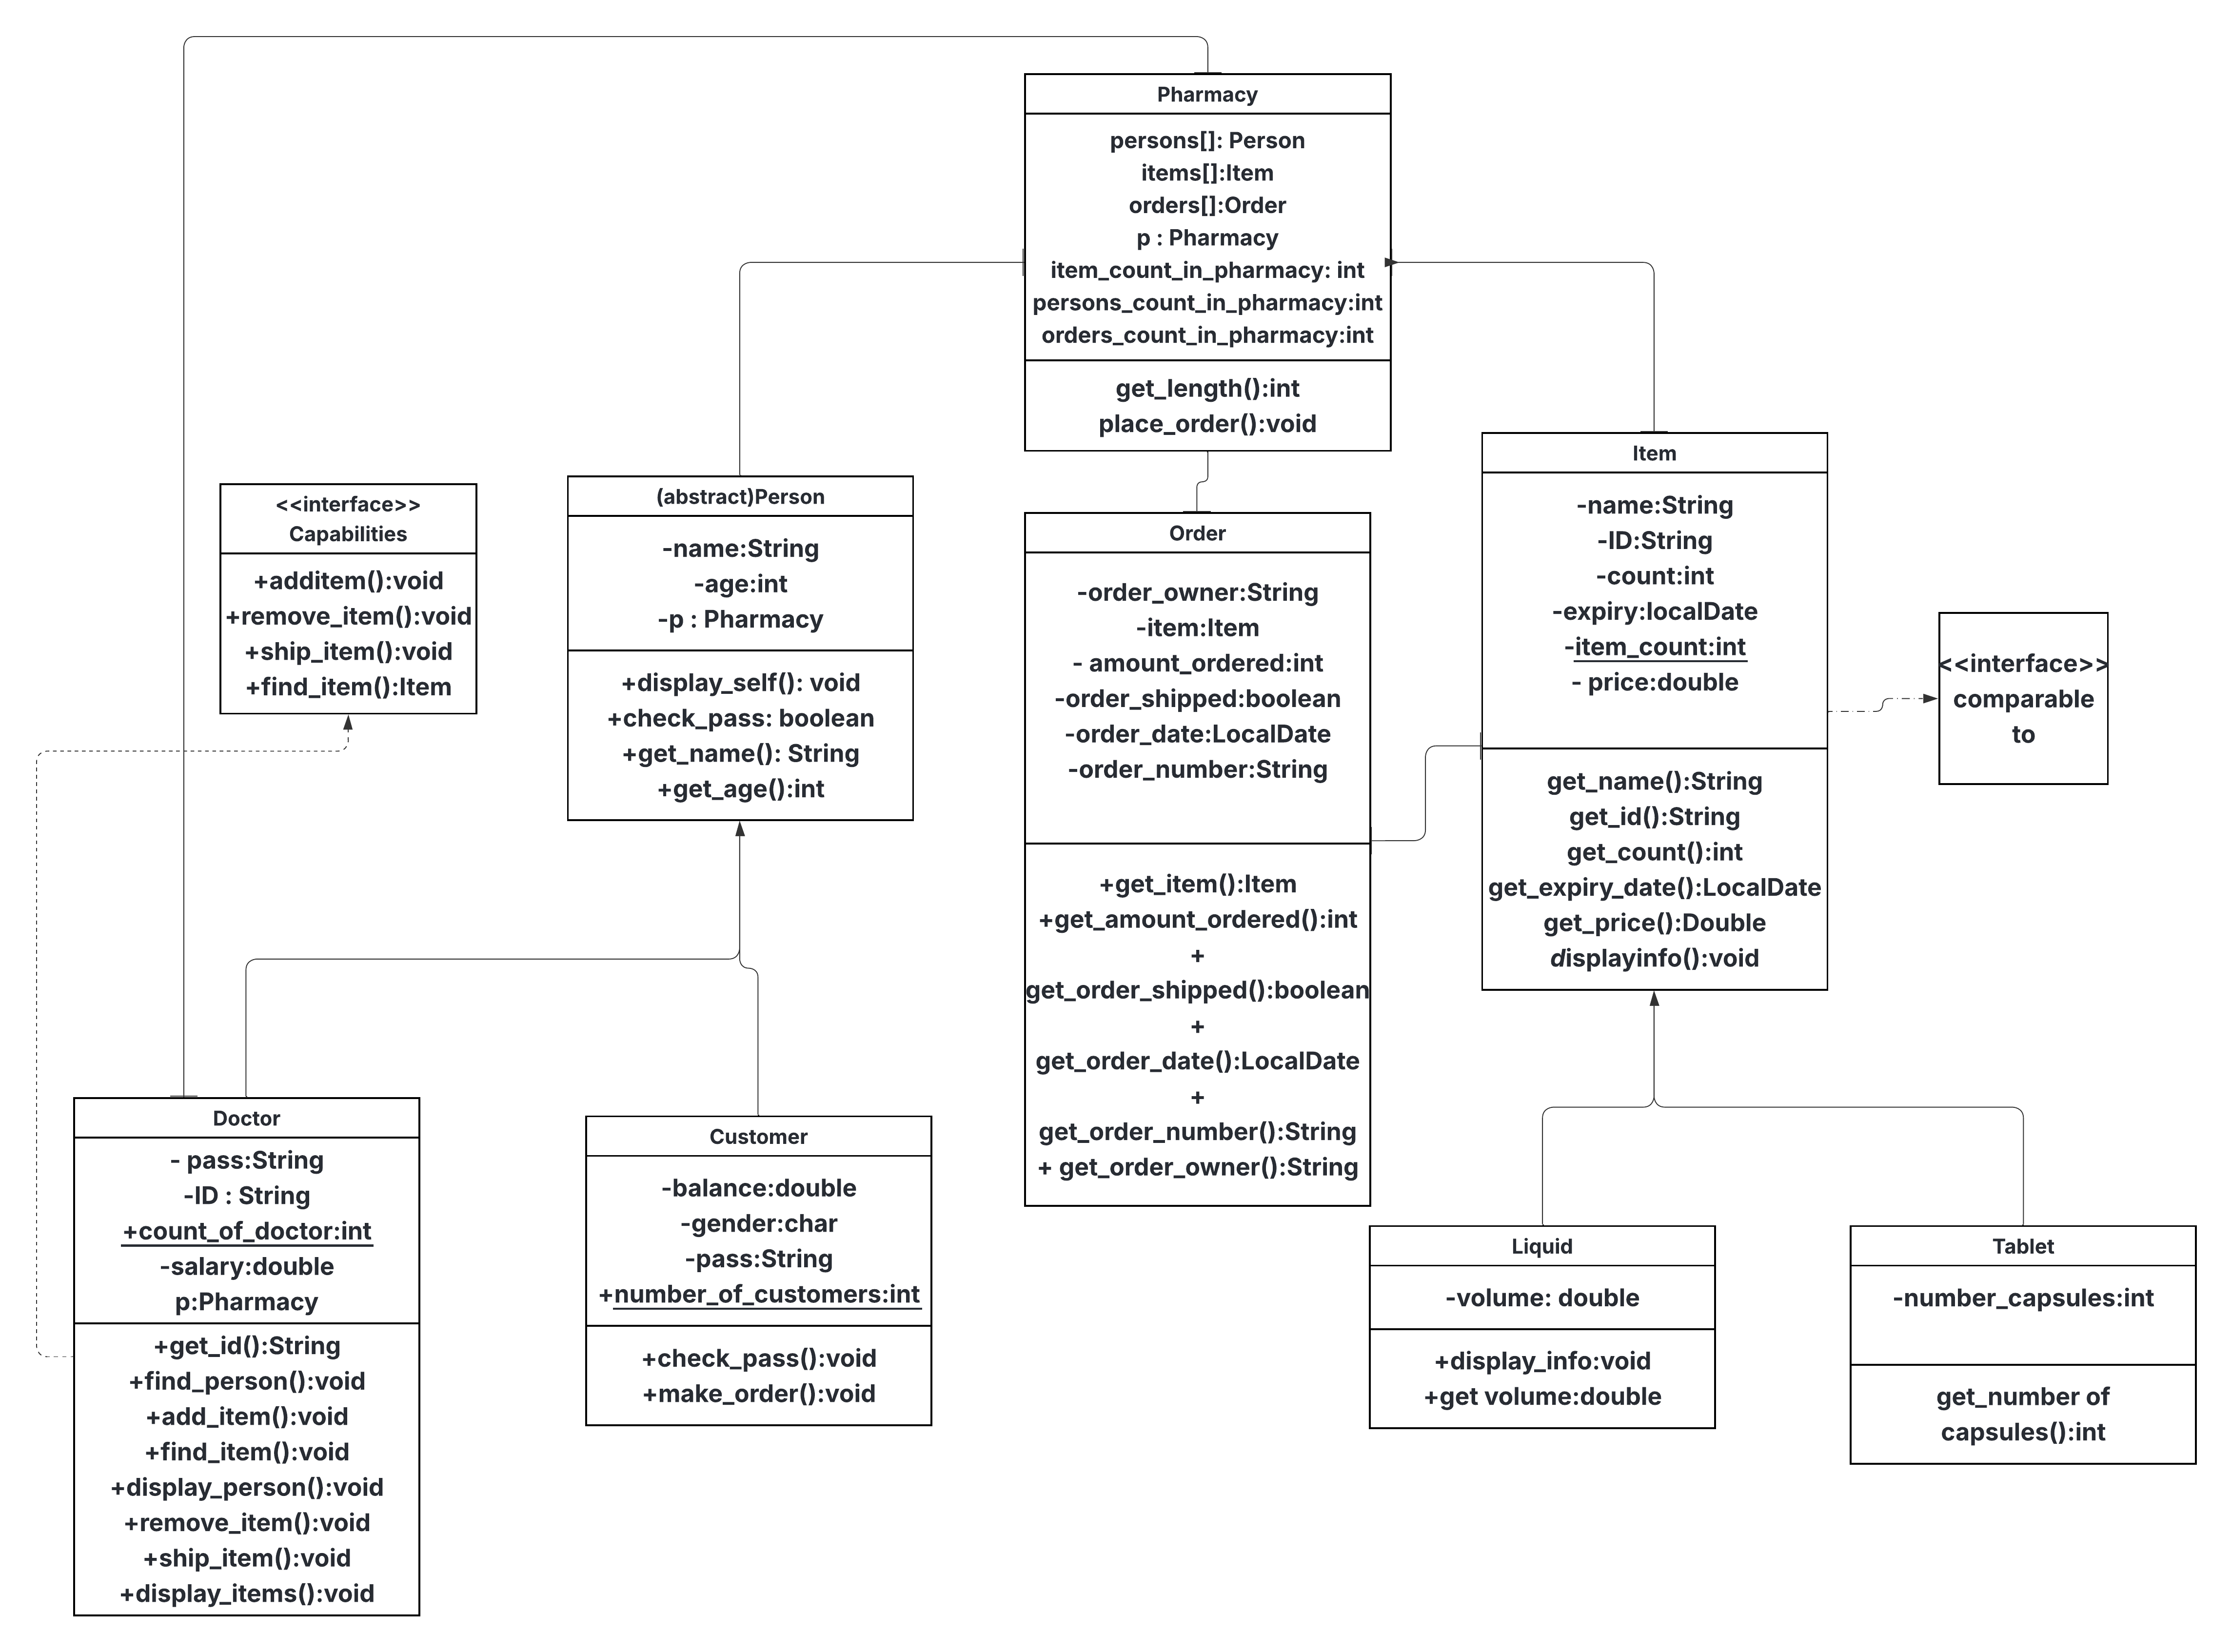 Pharmacy
persons[]: Person
items[]:Item
orders[]:Order
p : Pharmacy
item_count_in_pharmacy: int
persons_count_in_pharmacy:int
orders_count_in_pharmacy:int
get_length():int
place_order():void
<<interface>>
Capabilities
+additem():void
+remove_item():void
+ship_item():void
+find_item():Item
(abstract)Person
-name:String
-age:int
-p : Pharmacy
+display_self(): void
+check_pass: boolean
+get_name(): String
+get_age():int
Order
-order_owner:String
-item:Item
- amount_ordered:int
-order_shipped:boolean
-order_date:LocalDate
-order_number:String
+get_item():Item
+get_amount_ordered():int
+
get_order_shipped():boolean
+
get_order_date():LocalDate
+
get_order_number():String
+ get_order_owner():String
Item
-name:String
-ID:String
-count:int
-expiry:localDate
-item_count:int
- price:double
get_name():String
get_id():String
get_count():int
get_expiry_date():LocalDate
get_price():Double
displayinfo():void
<<interface>>
comparable
to
Doctor
- pass:String
-ID : String
+count_of_doctor:int
-salary:double
p:Pharmacy
+get_id():String
+find_person():void
+add_item():void
+find_item():void
+display_person():void
+remove_item():void
+ship_item():void
+display_items():void
Customer
-balance:double
-gender:char
-pass:String
+number_of_customers:int
+check_pass():void
+make_order():void
Liquid
-volume: double
+display_info:void
+get volume:double
Tablet
-number_capsules:int
get_number of
capsules():int